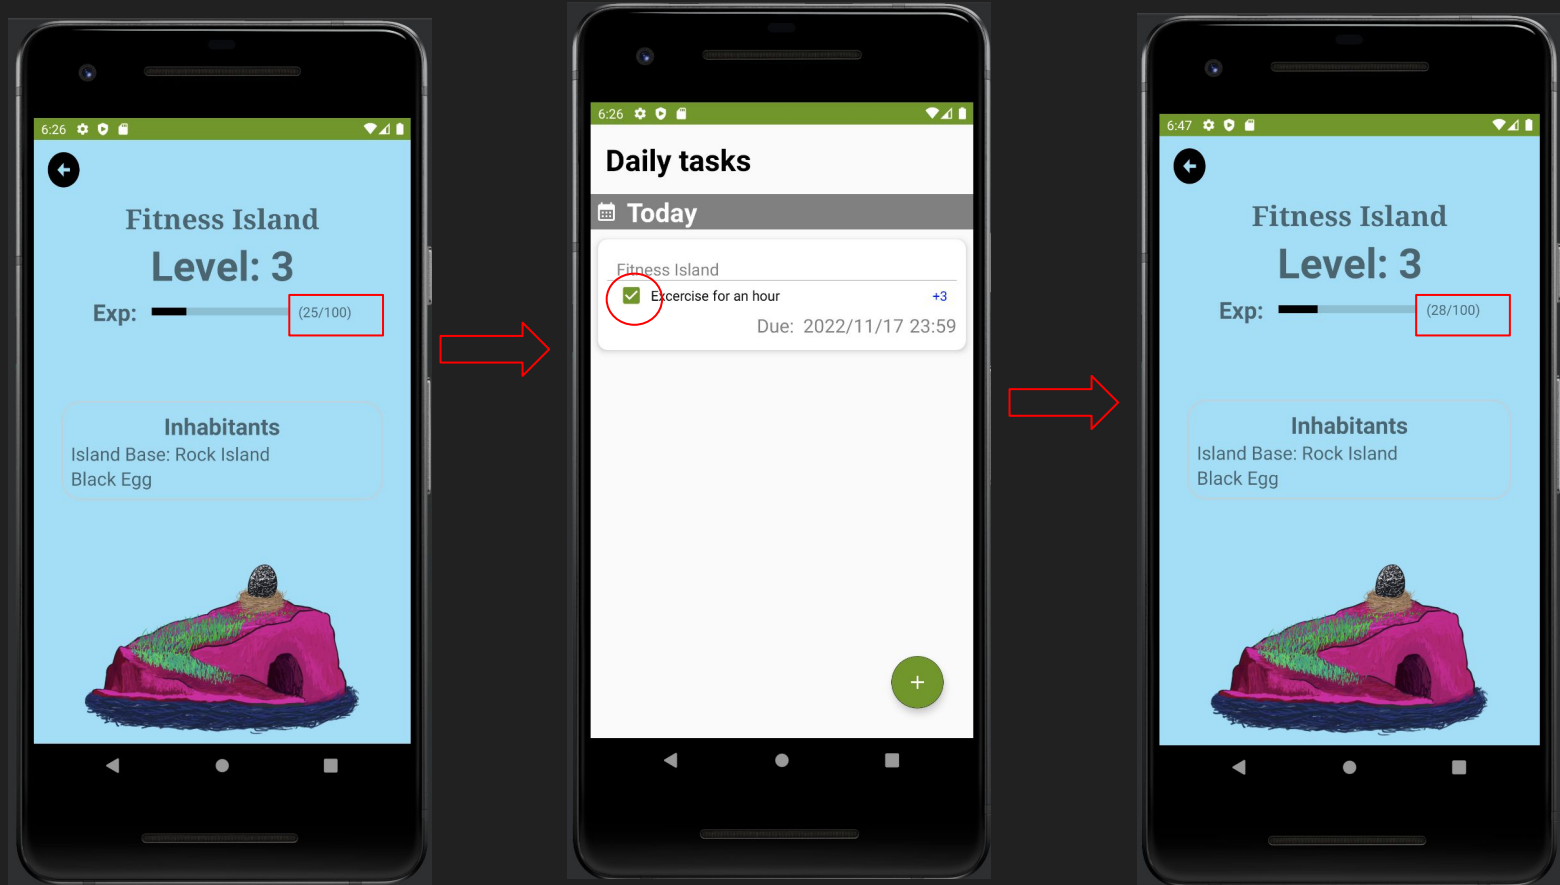 6:26
Fitness Island
Level: 3
Exp: (25/100)
Inhabitants
Island Base: Rock Island
Black Egg
6:26
Daily tasks
Today
Fitness Island
Excercise for an hour +3
Due: 2022/11/17 23:59
+
6:47
Fitness Island
Level: 3
Exp: (28/100)
Inhabitants
Island Base: Rock Island
Black Egg